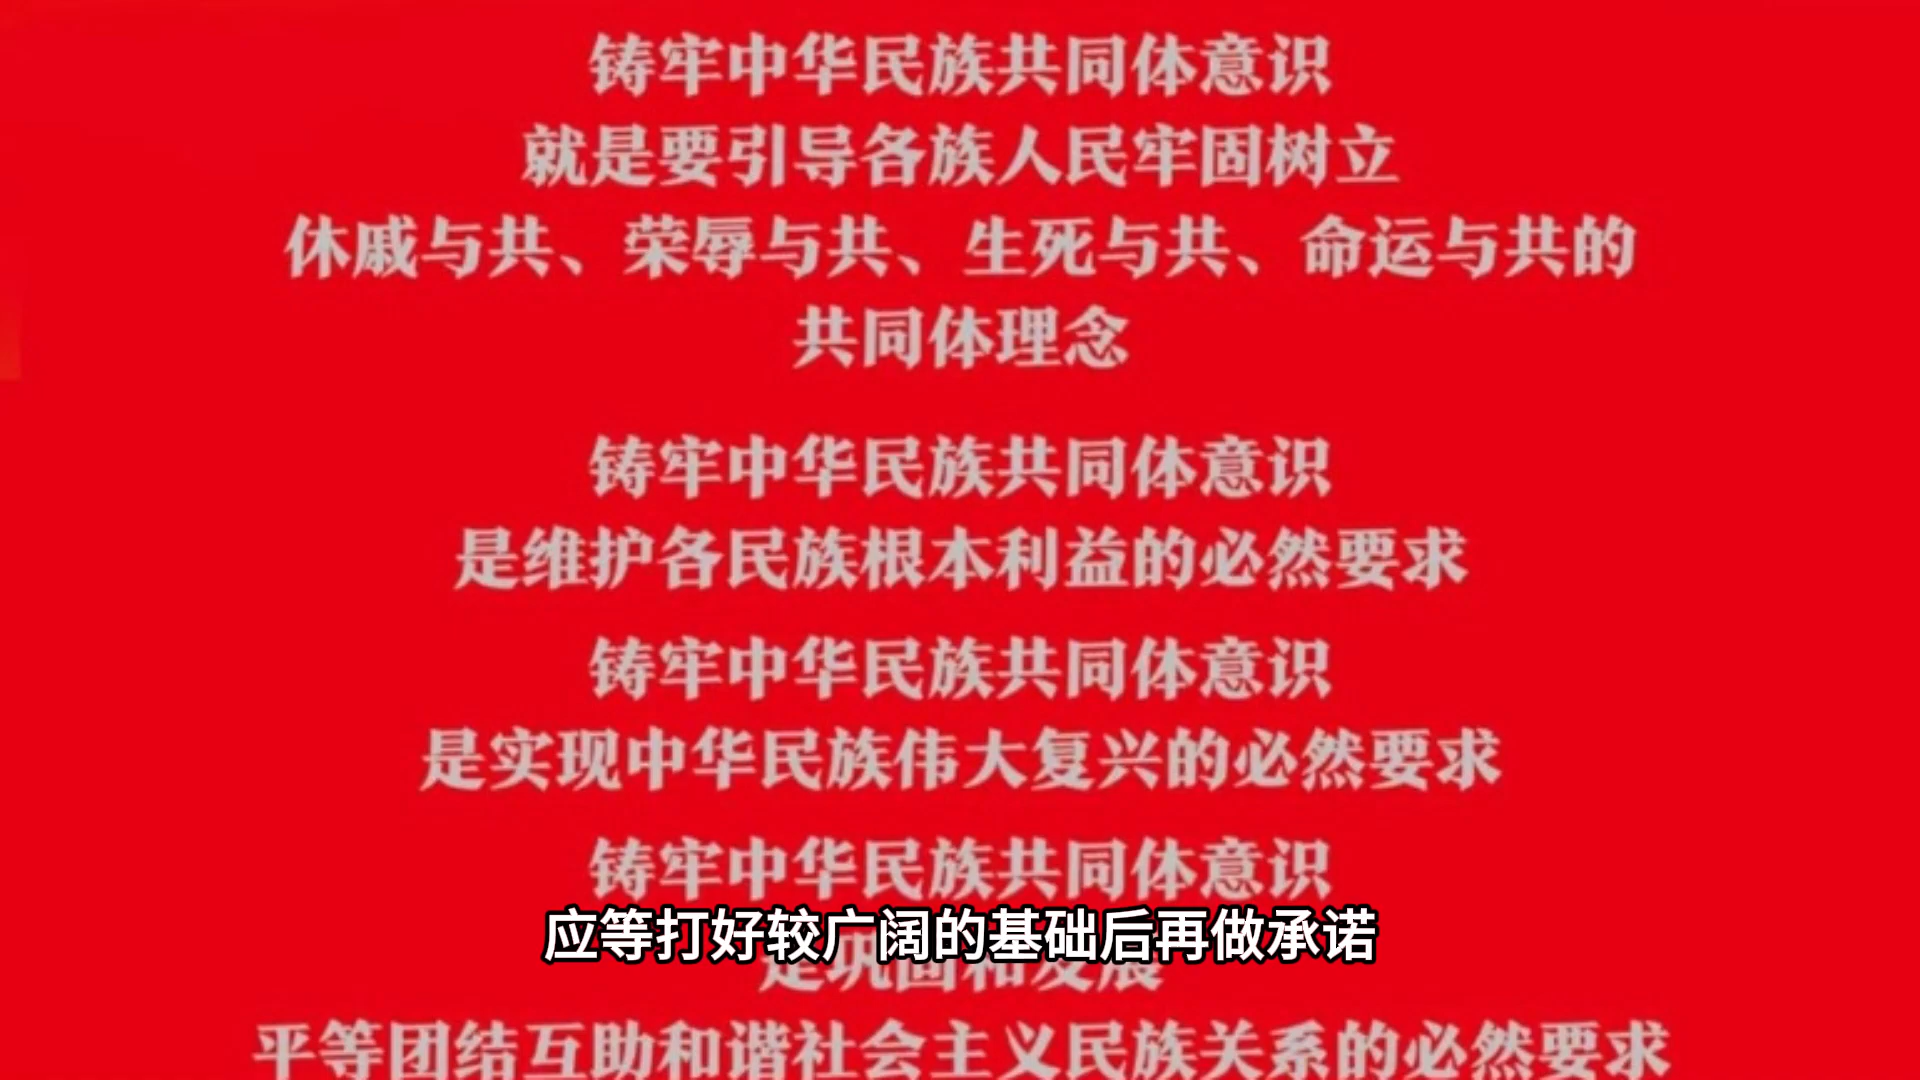 铸牢中华民族共同体意识
就是要引导各族人民牢固树立
休戚与共、荣辱与共、生死与共、命运与共的
共同体理念
铸牢中华民族共同体意识
是维护各民族根本利益的必然要求
铸牢中华民族共同体意识
是实现中华民族伟大复兴的必然要求
铸牢中华民族共同体意识
应等打好较广阔的基础后再做承诺
是巩固和发展
平等团结互助和谐社会主义民族关系的必然要求